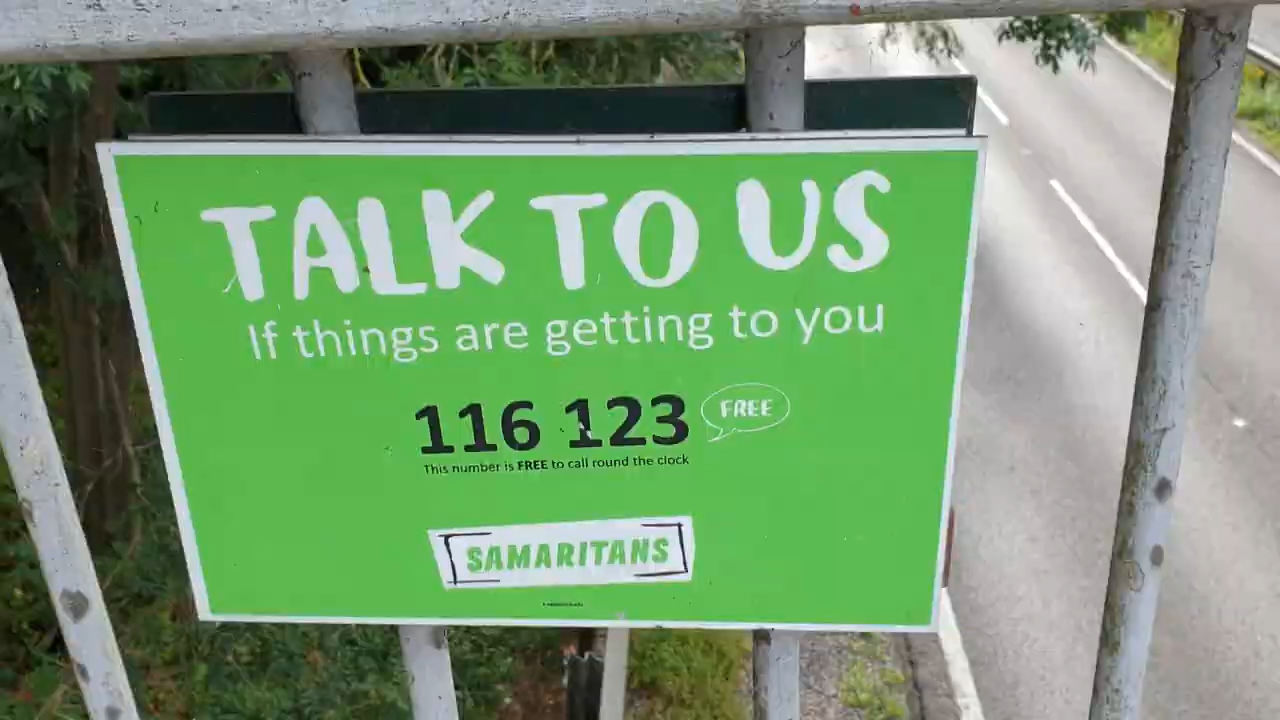 TALK TO US
If things are getting to you
116 123 FREE
This number is FREE to call round the clock
SAMARITANS